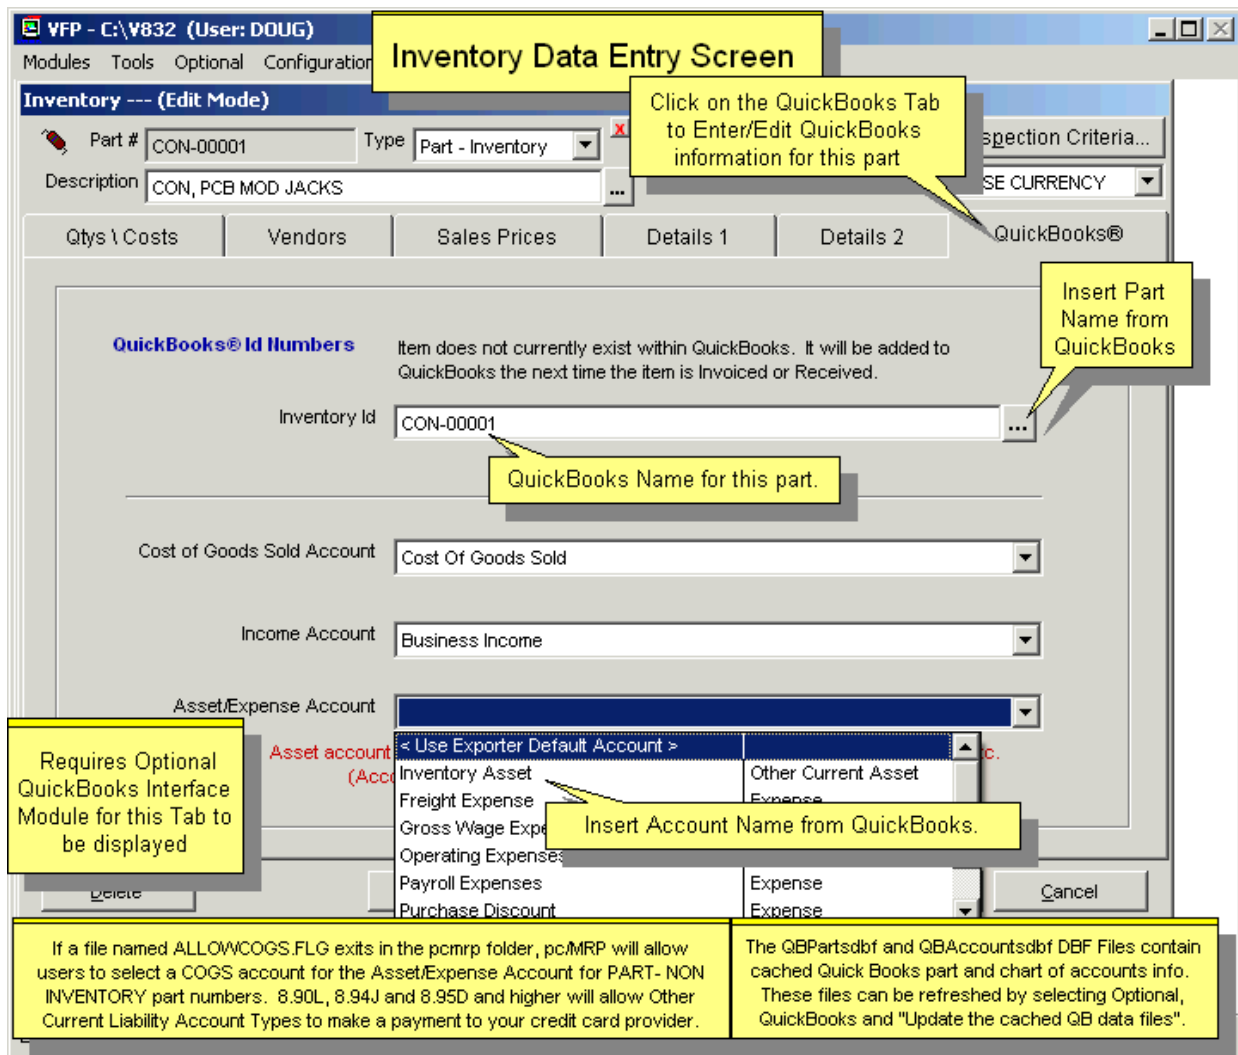 VFP - C:\V832 (User: DOUG)
Inventory Data Entry Screen
Modules Tools Optional Configuration
Inventory --- (Edit Mode)
Click on the QuickBooks Tab
to Enter/Edit QuickBooks
information for this part
Part # CON-00001 Type Part - Inventory
spection Criteria...
Description CON, PCB MOD JACKS ...
SE CURRENCY
Qtys \ Costs Vendors Sales Prices Details 1 Details 2 QuickBooks®
Insert Part
Name from
QuickBooks
QuickBooks® Id Numbers
Item does not currently exist within QuickBooks. It will be added to
QuickBooks the next time the item is Invoiced or Received.
Inventory Id CON-00001 ...
QuickBooks Name for this part.
Cost of Goods Sold Account Cost Of Goods Sold
Income Account Business Income
Asset/Expense Account
Requires Optional
QuickBooks Interface
Module for this Tab to
be displayed
Asset account
(Acc
c.
< Use Exporter Default Account >
Inventory Asset Other Current Asset
Freight Expense Expense
Gross Wage Expe
Insert Account Name from QuickBooks.
Operating Expenses
Payroll Expenses Expense
Purchase Discount Expense
Delete
Cancel
If a file named ALLOWCOGS.FLG exits in the pcmrp folder, pc/MRP will allow
users to select a COGS account for the Asset/Expense Account for PART- NON
INVENTORY part numbers. 8.90L, 8.94J and 8.95D and higher will allow Other
Current Liability Account Types to make a payment to your credit card provider.
The QBPartsdbf and QBAccountsdbf DBF Files contain
cached Quick Books part and chart of accounts info.
These files can be refreshed by selecting Optional,
QuickBooks and "Update the cached QB data files".